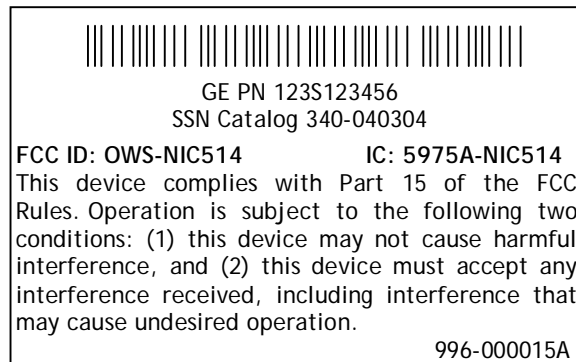 GE PN 123S123456
SSN Catalog 340-040304
FCC ID: OWS-NIC514 IC: 5975A-NIC514
This device complies with Part 15 of the FCC
Rules. Operation is subject to the following two
conditions: (1) this device may not cause harmful
interference, and (2) this device must accept any
interference received, including interference that
may cause undesired operation.
996-000015A